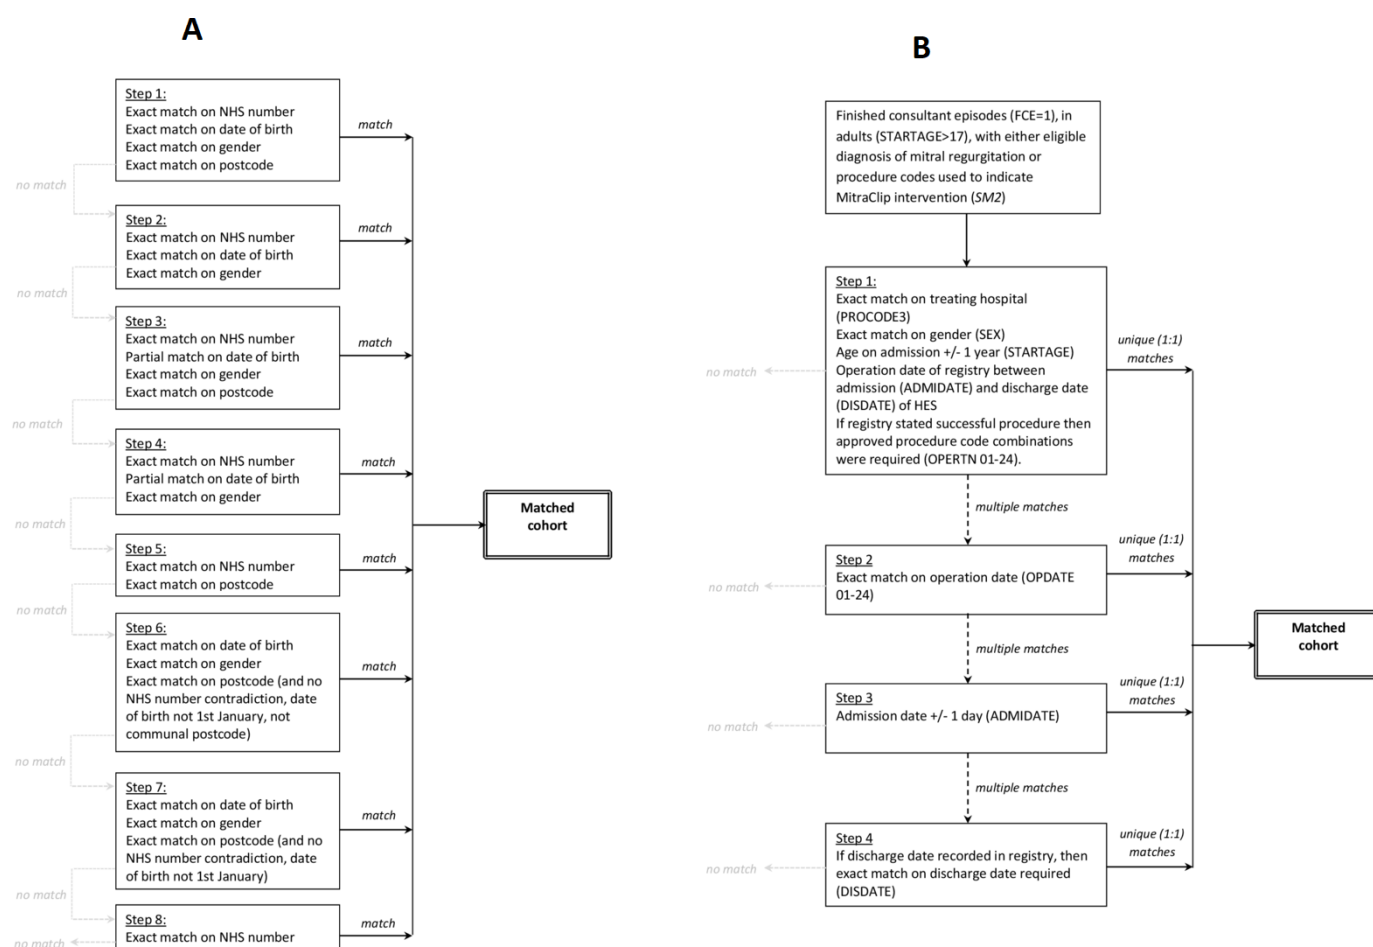 A
Step 1:
Exact match on NHS number
Exact match on date of birth
Exact match on gender
Exact match on postcode
match
no match
Step 2:
Exact match on NHS number
Exact match on date of birth
Exact match on gender
match
no match
Step 3:
Exact match on NHS number
Partial match on date of birth
Exact match on gender
Exact match on postcode
match
no match
Step 4:
Exact match on NHS number
Partial match on date of birth
Exact match on gender
match
no match
Step 5:
Exact match on NHS number
Exact match on postcode
match
no match
Step 6:
Exact match on date of birth
Exact match on gender
Exact match on postcode (and no
NHS number contradiction, date
of birth not 1st January, not
communal postcode)
match
no match
Step 7:
Exact match on date of birth
Exact match on gender
Exact match on postcode (and no
NHS number contradiction, date
of birth not 1st January)
match
no match
Step 8:
Exact match on NHS number
match
no match
Matched
cohort
B
Finished consultant episodes (FCE=1), in
adults (STARTAGE>17), with either eligible
diagnosis of mitral regurgitation or
procedure codes used to indicate
MitraClip intervention (SM2)
Step 1:
Exact match on treating hospital
(PROCODE3)
Exact match on gender (SEX)
Age on admission +/- 1 year (STARTAGE)
Operation date of registry between
admission (ADMIDATE) and discharge date
(DISDATE) of HES
If registry stated successful procedure then
approved procedure code combinations
were required (OPERTN 01-24).
unique (1:1)
matches
no match
multiple matches
Step 2
Exact match on operation date (OPDATE
01-24)
unique (1:1)
matches
no match
multiple matches
Step 3
Admission date +/- 1 day (ADMIDATE)
unique (1:1)
matches
no match
multiple matches
Step 4
If discharge date recorded in registry, then
exact match on discharge date required
(DISDATE)
unique (1:1)
matches
no match
Matched
cohort